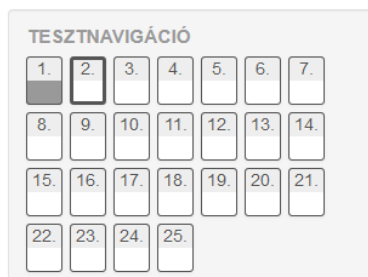 TESZTNAVIGÁCIÓ
1. 2. 3. 4. 5. 6. 7.
8. 9. 10. 11. 12. 13. 14.
15. 16. 17. 18. 19. 20. 21.
22. 23. 24. 25.